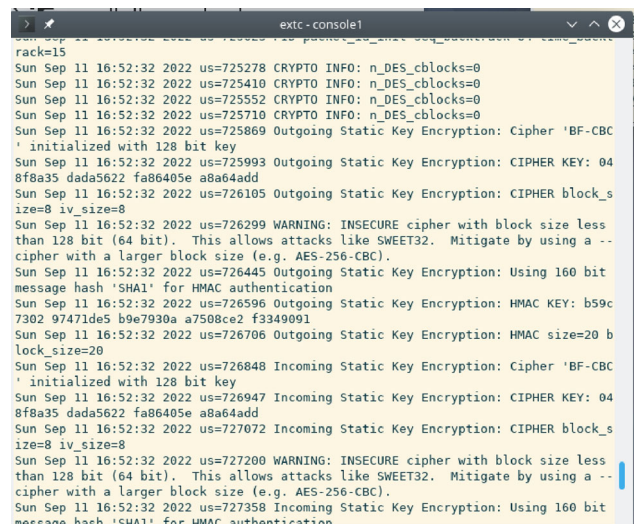 extc - console1
rack=15
Sun Sep 11 16:52:32 2022 us=725278 CRYPTO INFO: n_DES_cblocks=0
Sun Sep 11 16:52:32 2022 us=725410 CRYPTO INFO: n_DES_cblocks=0
Sun Sep 11 16:52:32 2022 us=725552 CRYPTO INFO: n_DES_cblocks=0
Sun Sep 11 16:52:32 2022 us=725710 CRYPTO INFO: n_DES_cblocks=0
Sun Sep 11 16:52:32 2022 us=725869 Outgoing Static Key Encryption: Cipher 'BF-CBC
' initialized with 128 bit key
Sun Sep 11 16:52:32 2022 us=725993 Outgoing Static Key Encryption: CIPHER KEY: 04
8f8a35 dada5622 fa86405e a8a64add
Sun Sep 11 16:52:32 2022 us=726105 Outgoing Static Key Encryption: CIPHER block_s
ize=8 iv_size=8
Sun Sep 11 16:52:32 2022 us=726299 WARNING: INSECURE cipher with block size less
than 128 bit (64 bit).  This allows attacks like SWEET32.  Mitigate by using a --
cipher with a larger block size (e.g. AES-256-CBC).
Sun Sep 11 16:52:32 2022 us=726445 Outgoing Static Key Encryption: Using 160 bit
message hash 'SHA1' for HMAC authentication
Sun Sep 11 16:52:32 2022 us=726596 Outgoing Static Key Encryption: HMAC KEY: b59c
7302 97471de5 b9e7930a a7508ce2 f3349091
Sun Sep 11 16:52:32 2022 us=726706 Outgoing Static Key Encryption: HMAC size=20 b
lock_size=20
Sun Sep 11 16:52:32 2022 us=726848 Incoming Static Key Encryption: Cipher 'BF-CBC
' initialized with 128 bit key
Sun Sep 11 16:52:32 2022 us=726947 Incoming Static Key Encryption: CIPHER KEY: 04
8f8a35 dada5622 fa86405e a8a64add
Sun Sep 11 16:52:32 2022 us=727072 Incoming Static Key Encryption: CIPHER block_s
ize=8 iv_size=8
Sun Sep 11 16:52:32 2022 us=727200 WARNING: INSECURE cipher with block size less
than 128 bit (64 bit).  This allows attacks like SWEET32.  Mitigate by using a --
cipher with a larger block size (e.g. AES-256-CBC).
Sun Sep 11 16:52:32 2022 us=727358 Incoming Static Key Encryption: Using 160 bit
message hash 'SHA1' for HMAC authentication